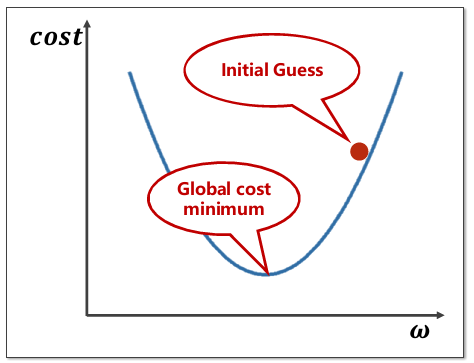 cost
Initial Guess
Global cost
minimum
ω